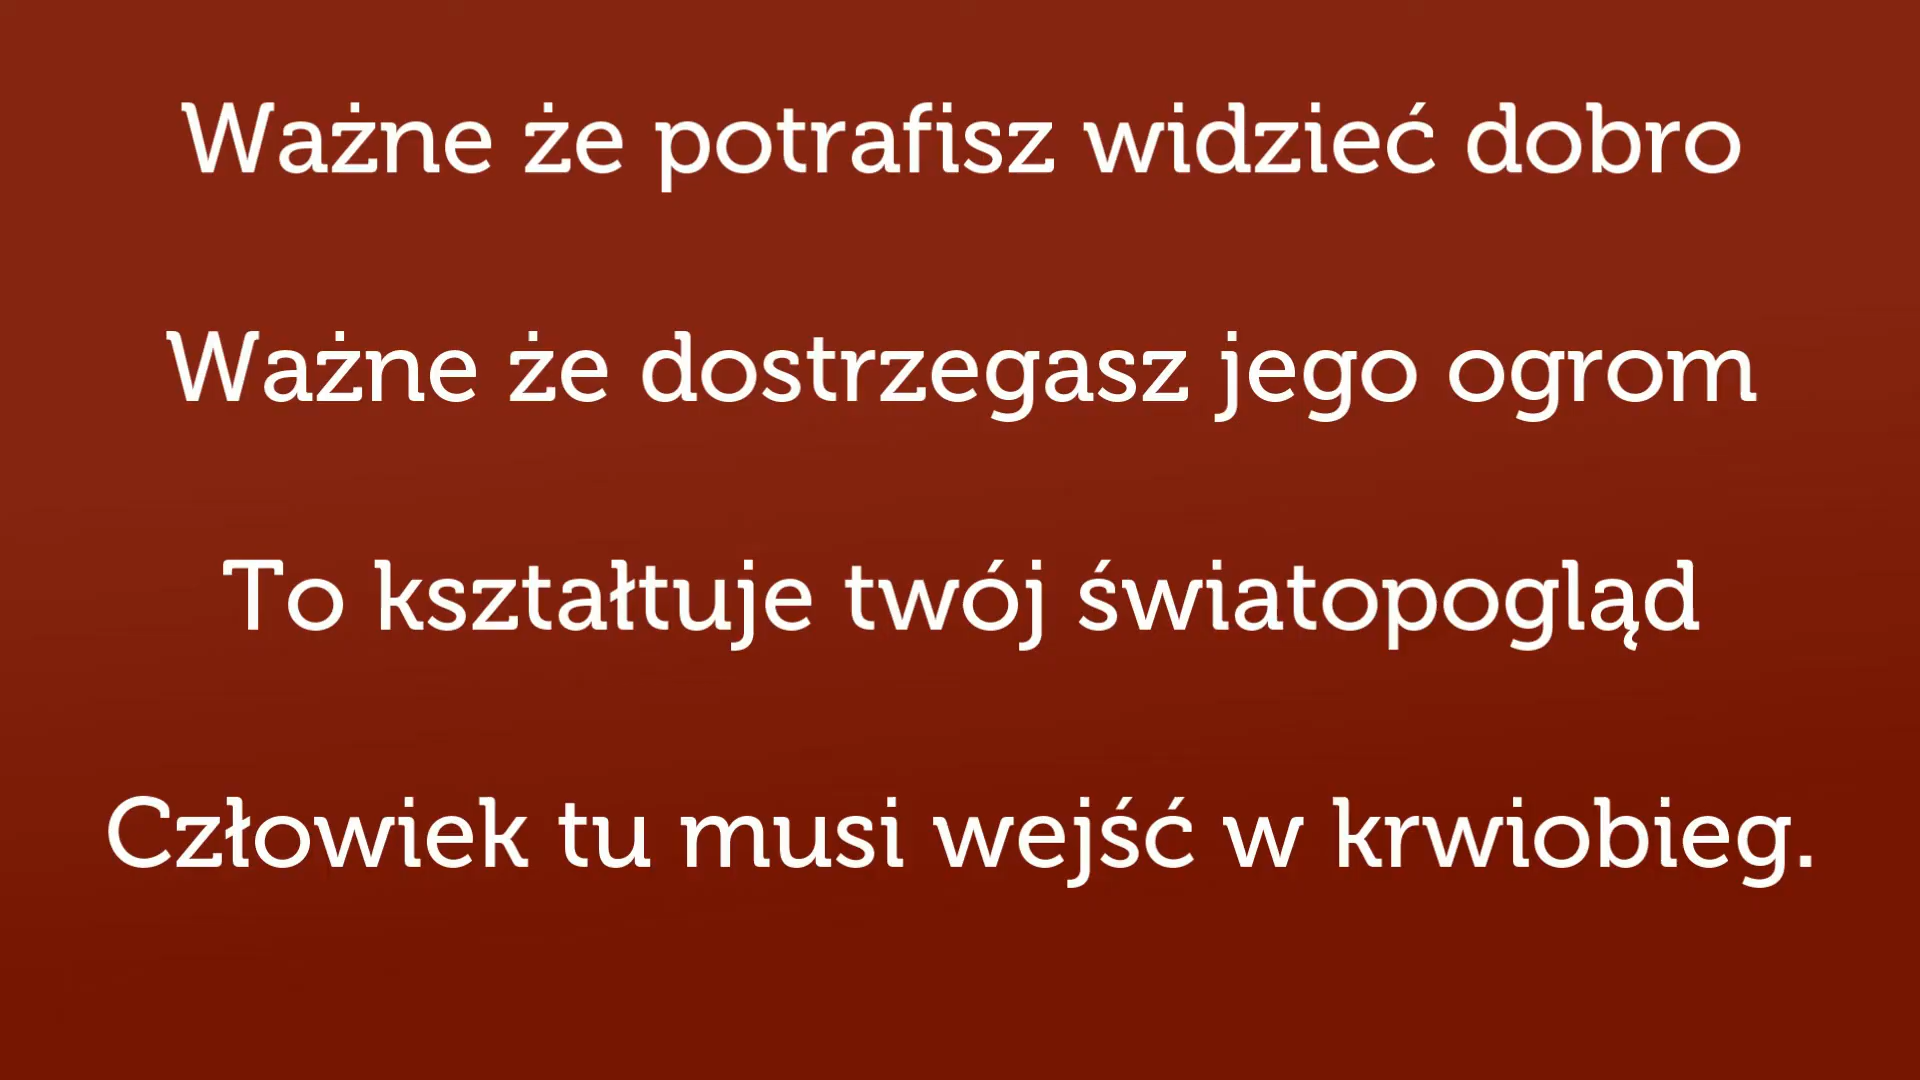 Ważne że potrafisz widzieć dobro
Ważne że dostrzegasz jego ogrom
To kształtuje twój światopogląd
Człowiek tu musi wejść w krwiobieg.